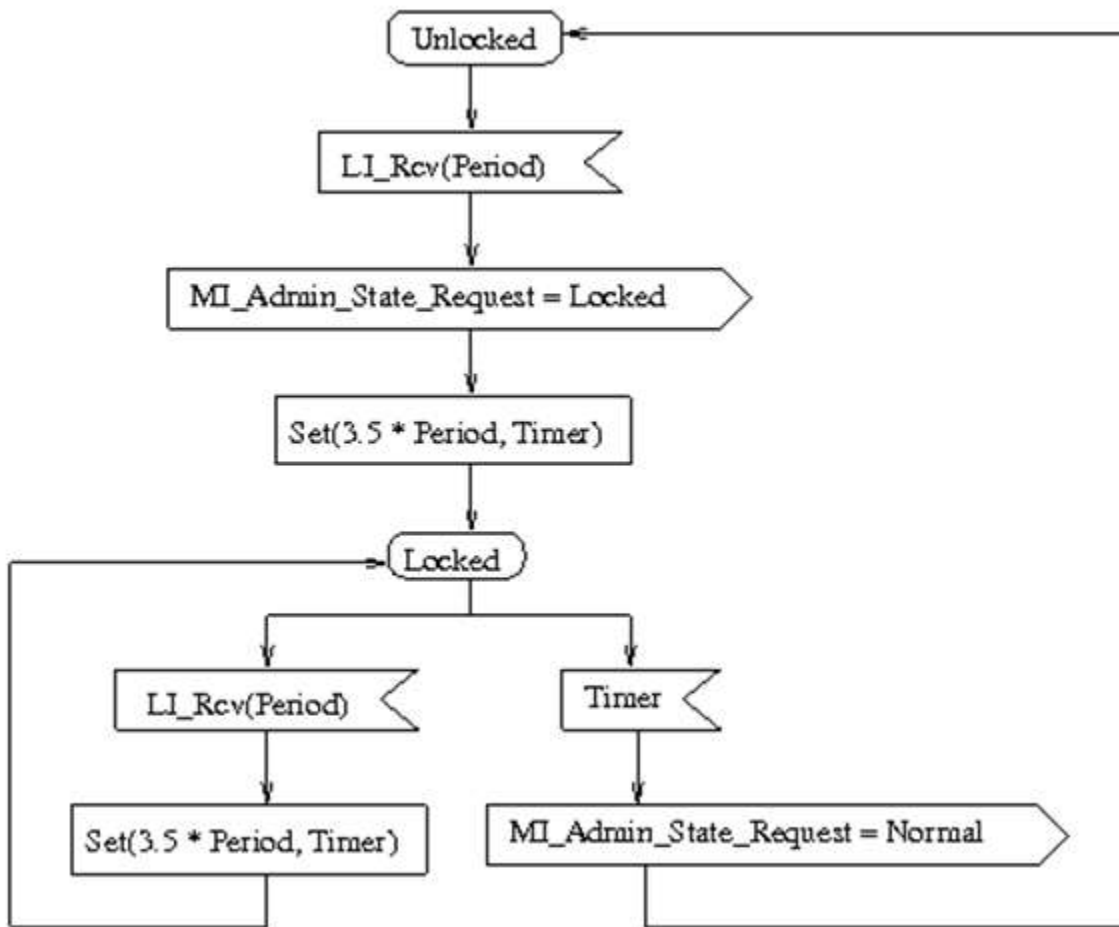 Unlocked
LI_Rcv(Period)
MI_Admin_State_Request = Locked
Set(3.5 * Period, Timer)
Locked
LI_Rcv(Period)
Timer
Set(3.5 * Period, Timer)
MI_Admin_State_Request = Normal